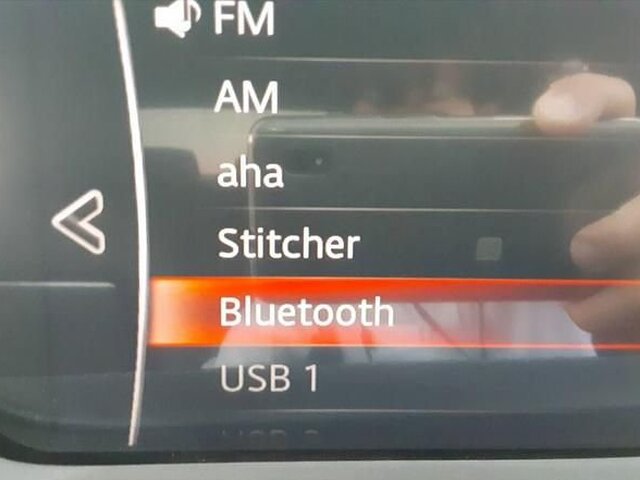 FM
AM
aha
Stitcher
Bluetooth
USB 1